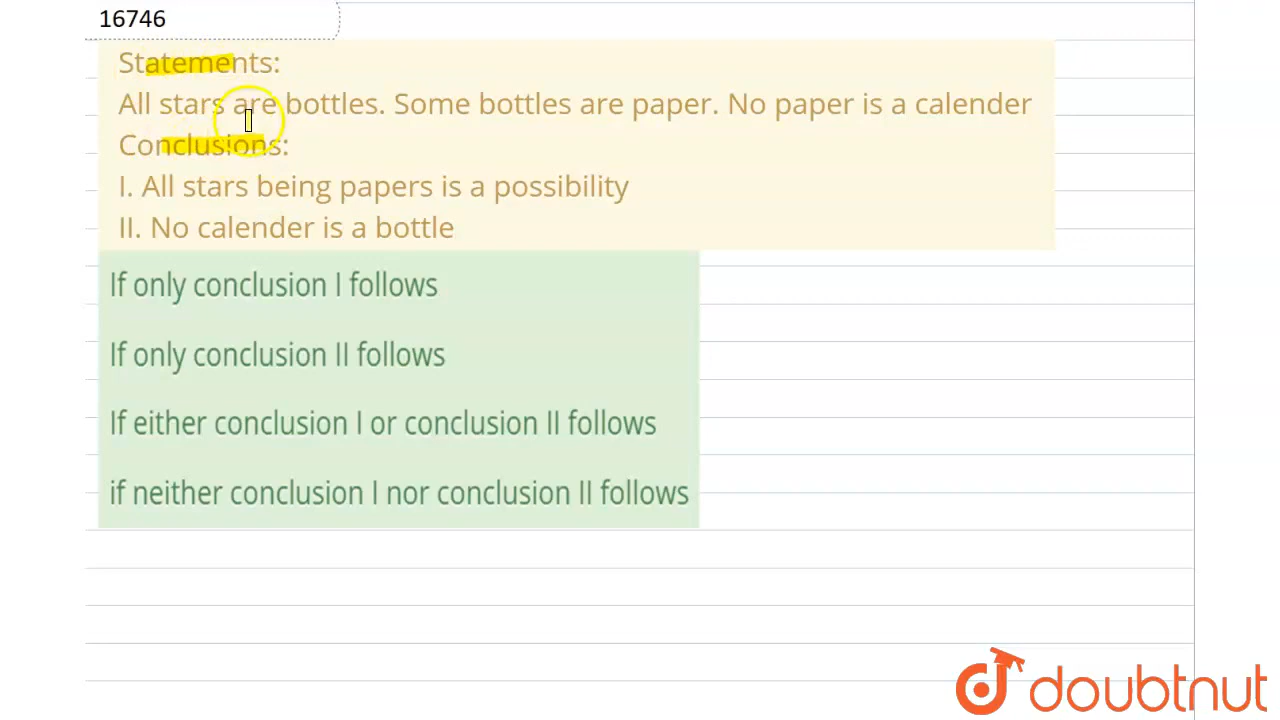 16746
Statements:
All stars are bottles. Some bottles are paper. No paper is a calender
Conclusions:
I. All stars being papers is a possibility
II. No calender is a bottle
If only conclusion I follows
If only conclusion II follows
If either conclusion I or conclusion II follows
if neither conclusion I nor conclusion II follows
doubtnut